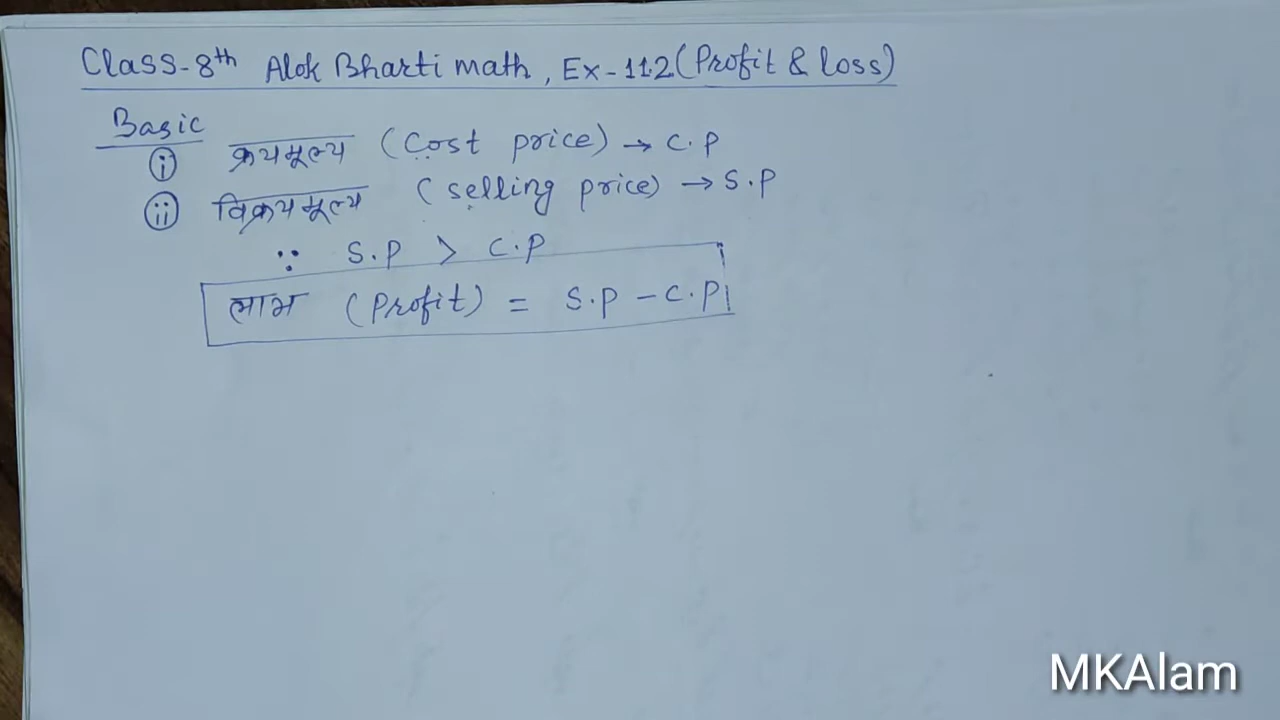 Class-8th Alok Bharti math, Ex-11.2 (Profit & loss)
Basic
(i) क्रयमूल्य (Cost price) → C.P
(ii) विक्रयमूल्य (selling price) → S.P
∵ S.P > C.P
लाभ (Profit) = S.P - C.P
MKAlam